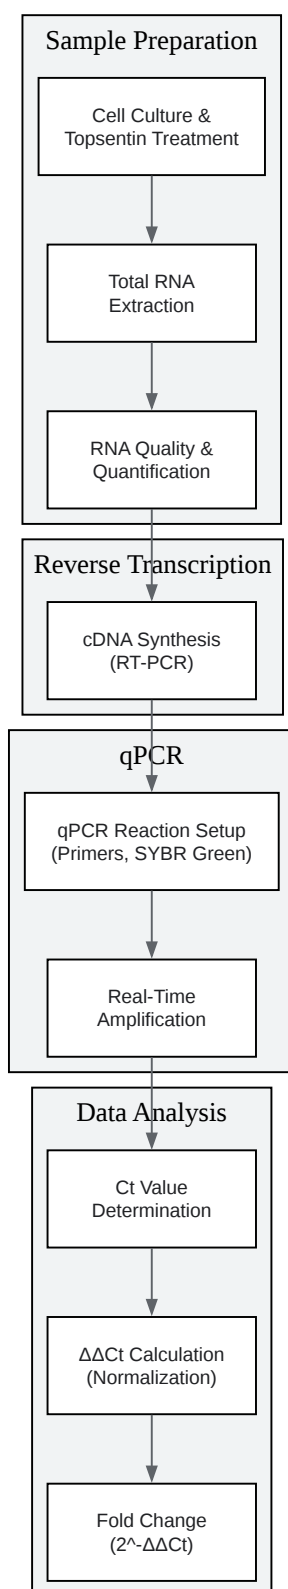 Sample Preparation
Cell Culture &
Topsentin Treatment
Total RNA
Extraction
RNA Quality &
Quantification
Reverse Transcription
cDNA Synthesis
(RT-PCR)
qPCR
qPCR Reaction Setup
(Primers, SYBR Green)
Real-Time
Amplification
Data Analysis
Ct Value
Determination
ΔΔCt Calculation
(Normalization)
Fold Change
(2^-ΔΔCt)